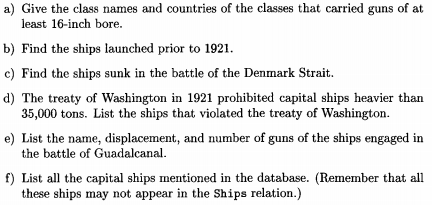 a) Give the class names and countries of the classes that carried guns of at
least 16-inch bore.
b) Find the ships launched prior to 1921.
c) Find the ships sunk in the battle of the Denmark Strait.
d) The treaty of Washington in 1921 prohibited capital ships heavier than
35,000 tons. List the ships that violated the treaty of Washington.
e) List the name, displacement, and number of guns of the ships engaged in
the battle of Guadalcanal.
f) List all the capital ships mentioned in the database. (Remember that all
these ships may not appear in the Ships relation.)